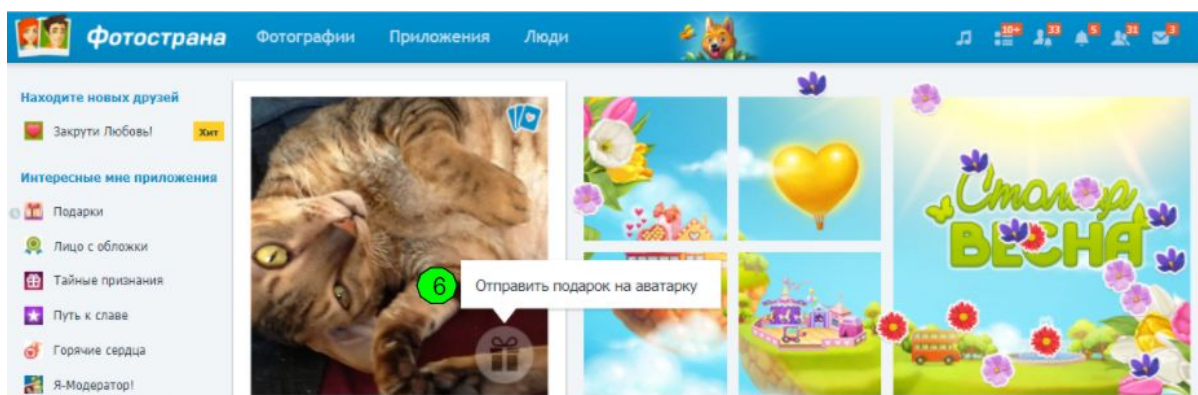 Фотострана
Фотографии
Приложения
Люди
10+
33
5
31
3
Находите новых друзей
Закрути Любовь!
Хит
Интересные мне приложения
Подарки
Лицо с обложки
Тайные признания
Путь к славе
Горячие сердца
Я-Модератор!
6
Отправить подарок на аватарку
ВЕСНА